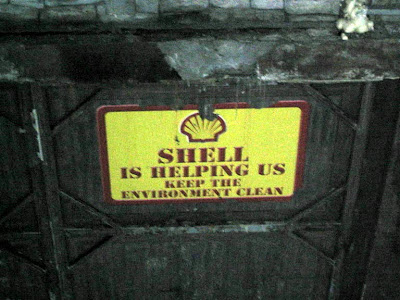 SHELL
IS HELPING US
KEEP THE
ENVIRONMENT CLEAN